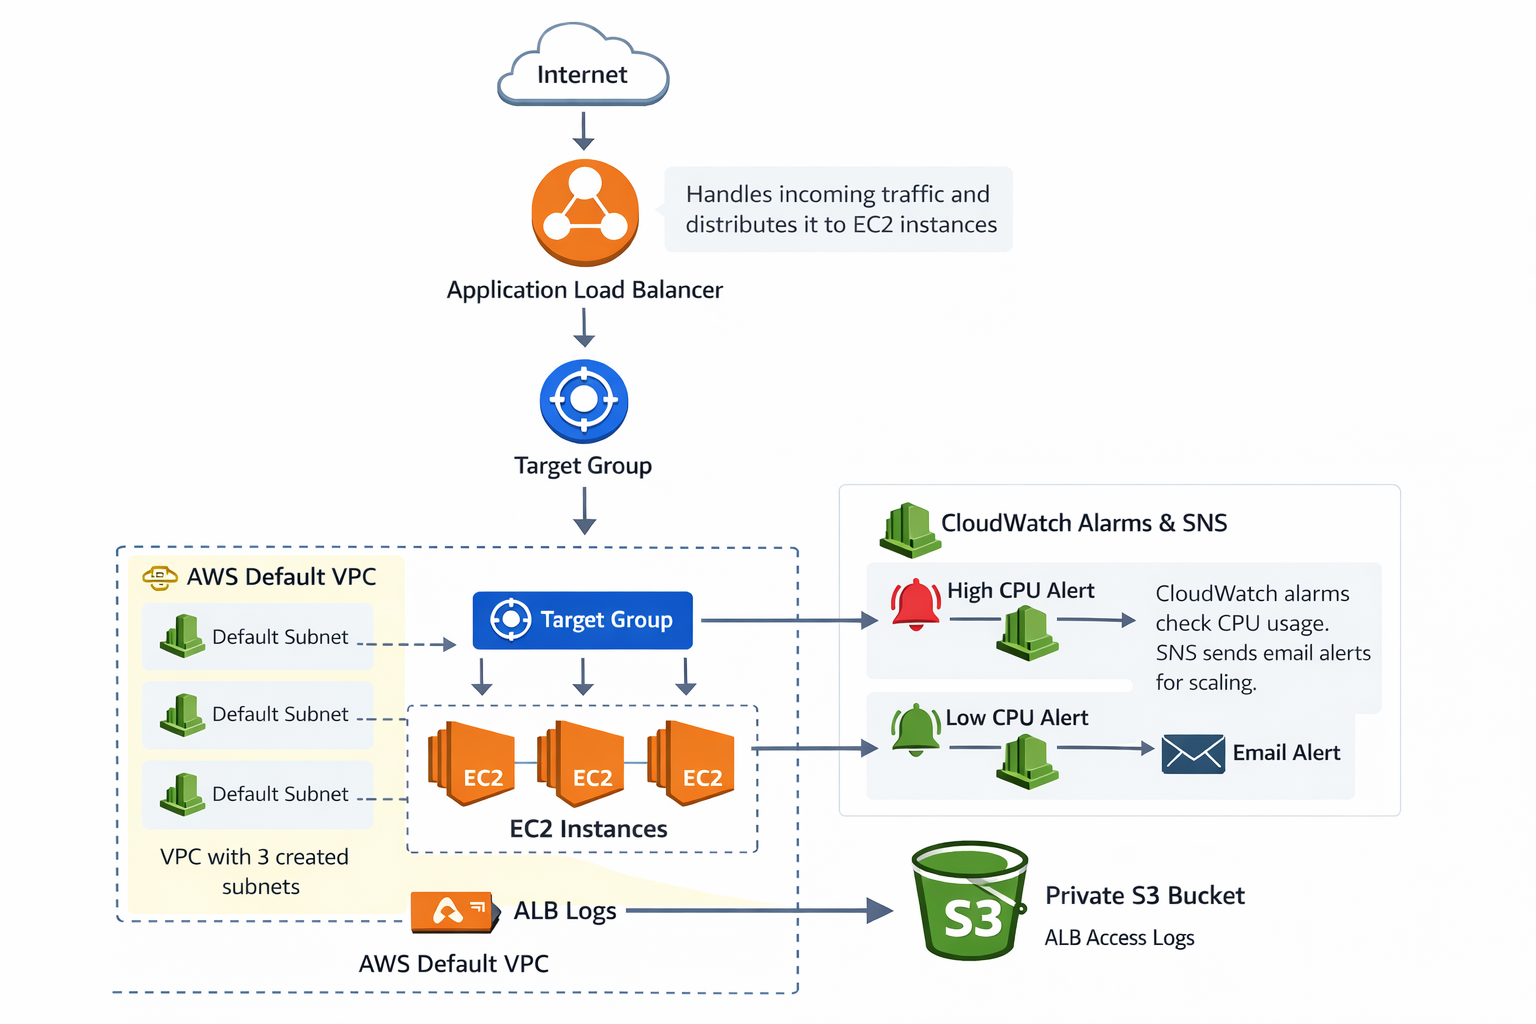 Internet
Handles incoming traffic and
distributes it to EC2 instances
Application Load Balancer
Target Group
CloudWatch Alarms & SNS
AWS Default VPC
Default Subnet
Default Subnet
Default Subnet
VPC with 3 created
subnets
Target Group
EC2
EC2
EC2
EC2 Instances
High CPU Alert
CloudWatch alarms
check CPU usage.
SNS sends email alerts
for scaling.
Low CPU Alert
Email Alert
ALB Logs
AWS Default VPC
S3
Private S3 Bucket
ALB Access Logs